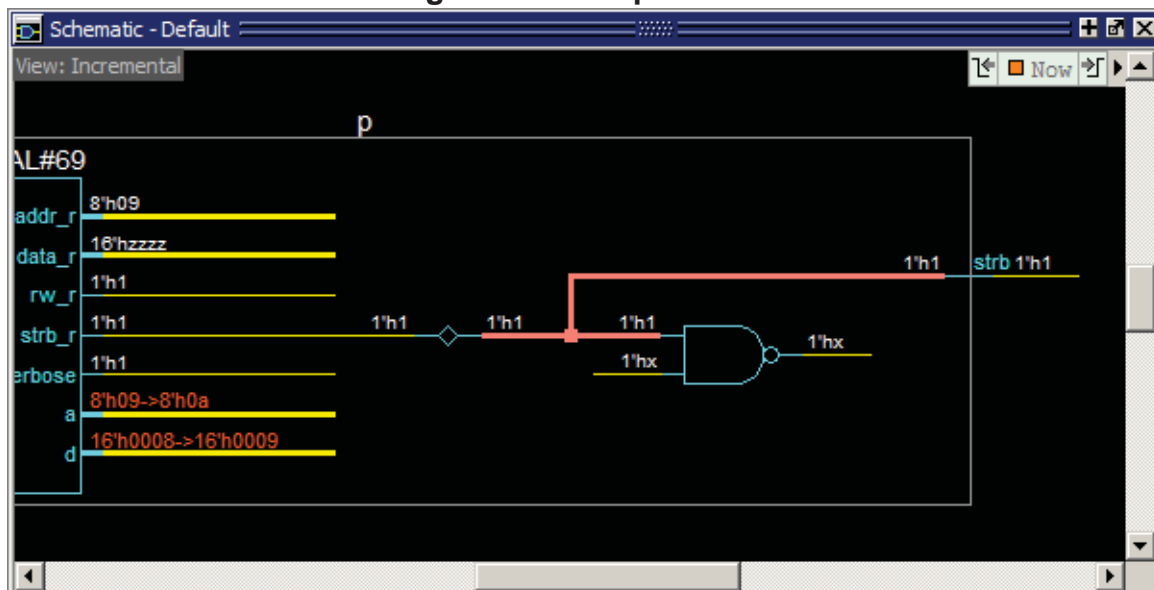 Schematic - Default
View: Incremental
Now
p
AL#69
addr_r 8'h09
data_r 16'hzzzz
rw_r 1'h1
strb_r 1'h1 1'h1 1'h1 1'h1 1'h1 strb 1'h1
1'hx 1'hx
erbose 1'h1
a 8'h09->8'h0a
d 16'h0008->16'h0009